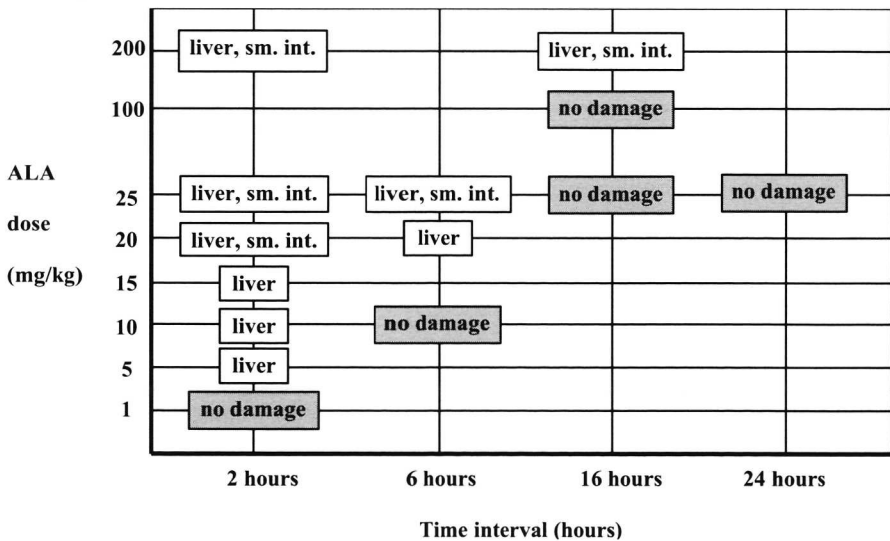 200 liver, sm. int. liver, sm. int.
100 no damage
ALA
25 liver, sm. int. liver, sm. int. no damage no damage
dose
20 liver, sm. int. liver
(mg/kg)
15 liver
10 liver no damage
5 liver
1 no damage
2 hours 6 hours 16 hours 24 hours
Time interval (hours)